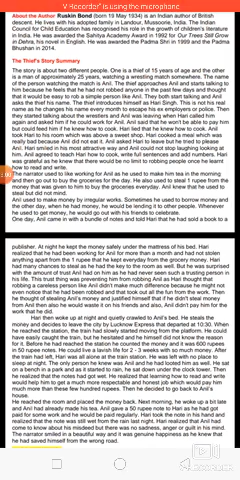 V Recorder
About the Author Ruskin Bond (born 19 May 1934) is an Indian author of British
descent. He lives with his adopted family in Landour, Mussoorie, India. The Indian
Council for Child Education has recognised his role in the growth of children's literature
in India. He was awarded the Sahitya Academy Award in 1992 for Our Trees Still Grow
in Dehra, his novel in English. He was awarded the Padma Shri in 1999 and the Padma
Bhushan in 2014.
The Thief's Story Summary
The story is about two different people. One is a thief of 15 years of age and the other
is a man of approximately 25 years, watching a wrestling match somewhere. The name
of the person watching the match is Anil. The thief approaches Anil and starts talking to
him because he feels that he had not robbed anyone in the past few days and thought
that it would be easy to rob a simple person like Anil. They both start talking and Anil
asks the thief his name. The thief introduces himself as Hari Singh. This is not his real
name as he changes his name every month to escape his ex employers or police. Then
they started talking about the wrestlers and Anil was leaving when Hari called him
again and asked him if he could work for Anil. Anil said that he won't be able to pay him
but could feed him if he knew how to cook. Hari lied that he knew how to cook. Anil
took Hari to his room which was above a sweet shop. Hari cooked a meal which was
really bad because Anil did not eat it. Anil asked Hari to leave but he tried to please
Anil. Hari smiled in his most attractive way and Anil could not stop laughing looking at
him. Anil agreed to teach Hari how to cook, write full sentences and add numbers. Hari
was grateful as he knew that there would be no limit to robbing people once he learnt
how to read and write.
The narrator used to like working for Anil as he used to make him tea in the morning
and then go out to buy the groceries for the day. He also used to steal 1 rupee from the
money that was given to him to buy the groceries everyday. Anil knew that he used to
steal but did not mind.
Anil used to make money by irregular works. Sometimes he used to borrow money and
the other day, when he had money, he would be lending it to other people. Whenever
he used to get money, he would go out with his friends to celebrate.
One day, Anil came in with a bundle of notes and told Hari that he had sold a book to a
publisher. At night he kept the money safely under the mattress of his bed. Hari
realized that he had been working for Anil for more than a month and had not stolen
anything apart from the 1 rupee that he kept everyday from the grocery money. Hari
had many chances to steal as he had the key to the room as well. But he was surprised
with the amount of trust Anil had on him as he had never seen such a trusting person in
his life. This trust thing was preventing him from robbing Anil as Hari thought that
robbing a careless person like Anil didn't make much difference because he might not
even notice that he had been robbed and that took out all the fun from the work. Then
he thought of stealing Anil's money and justified himself that if he didn't steal money
from Anil then also he would waste it on his friends and also, Anil didn't pay him for the
work that he did.
Hari then woke up at night and quietly crawled to Anil's bed. He steals the
money and decides to leave the city by Lucknow Express that departed at 10:30. When
he reached the station, the train had slowly started moving from the platform. He could
have easily caught the train, but he hesitated and he himself did not know the reason
for it. Before he had reached the station he counted the money and it was 600 rupees
in 50 rupee notes. He could live a lavish life for 2 - 3 weeks with so much money. After
the train had left, Hari was all alone at the train station. He was left with no place to
sleep at night. The only person he knew was Anil and he had looted him as well. He sat
on a bench in a park and as it started to rain, he sat down under the clock tower. Then
he realized that the notes had got wet. He realized that learning how to read and write
would help him to get a much more respectable and honest job which would pay him
much more than these few hundred rupees. Then he decided to go back to Anil's
house.
He reached the room and placed the money back. Next morning, he woke up a bit late
and Anil had already made his tea. Anil gave a 50 rupee note to Hari as he had got
paid for some work and he would be paid regularly. Hari took the note in his hand and
realized that the note was still wet from the rain last night. Hari realized that Anil had
come to know about his misdeed but there was no sadness, anger or guilt in his eyes.
The narrator smiled in a beautiful way and it was genuine happiness as he knew that
he had saved himself from the wrong road.